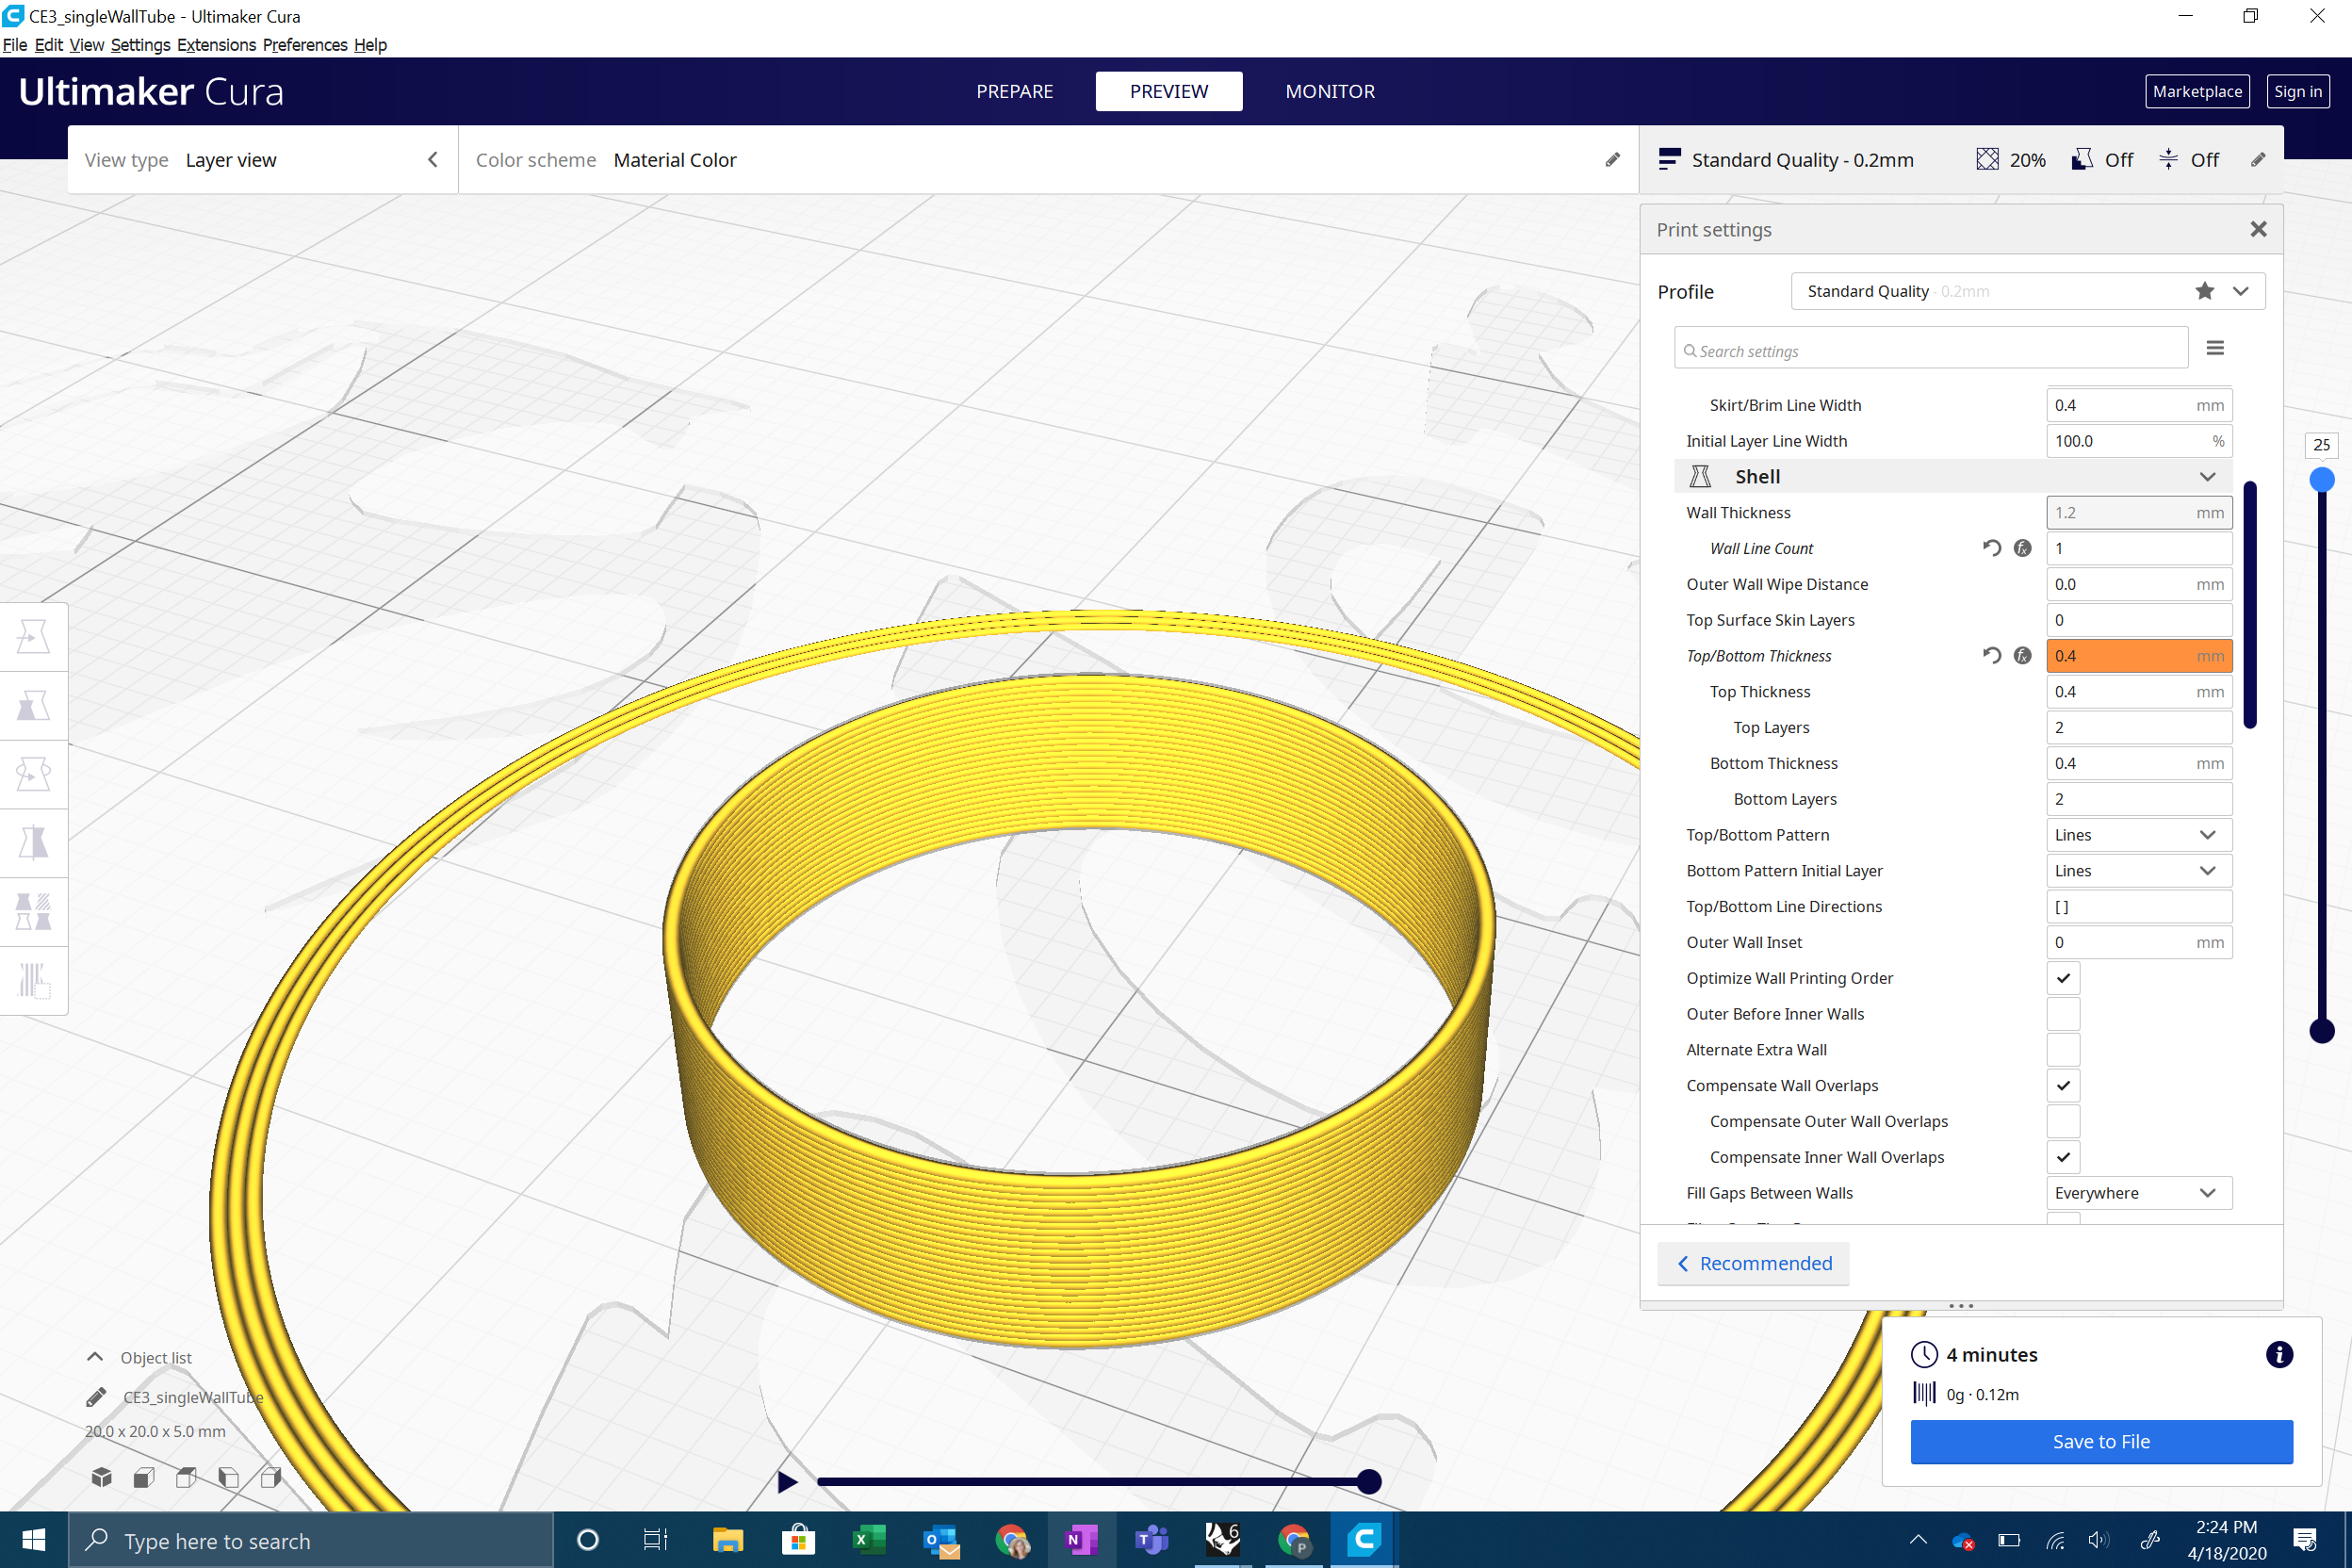 CE3_singleWallTube - Ultimaker Cura
File Edit View Settings Extensions Preferences Help
Ultimaker Cura
PREPARE
PREVIEW
MONITOR
Marketplace
Sign in
View type Layer view
Color scheme Material Color
Standard Quality - 0.2mm
20%
Off
Off
Print settings
Profile
Standard Quality - 0.2mm
Search settings
Skirt/Brim Line Width 0.4 mm
Initial Layer Line Width 100.0 %
Shell
Wall Thickness 1.2 mm
Wall Line Count 1
Outer Wall Wipe Distance 0.0 mm
Top Surface Skin Layers 0
Top/Bottom Thickness 0.4 mm
Top Thickness 0.4 mm
Top Layers 2
Bottom Thickness 0.4 mm
Bottom Layers 2
Top/Bottom Pattern Lines
Bottom Pattern Initial Layer Lines
Top/Bottom Line Directions [ ]
Outer Wall Inset 0 mm
Optimize Wall Printing Order
Outer Before Inner Walls
Alternate Extra Wall
Compensate Wall Overlaps
Compensate Outer Wall Overlaps
Compensate Inner Wall Overlaps
Fill Gaps Between Walls Everywhere
Recommended
25
Object list
CE3_singleWallTube
20.0 x 20.0 x 5.0 mm
4 minutes
0g · 0.12m
Save to File
Type here to search
2:24 PM
4/18/2020